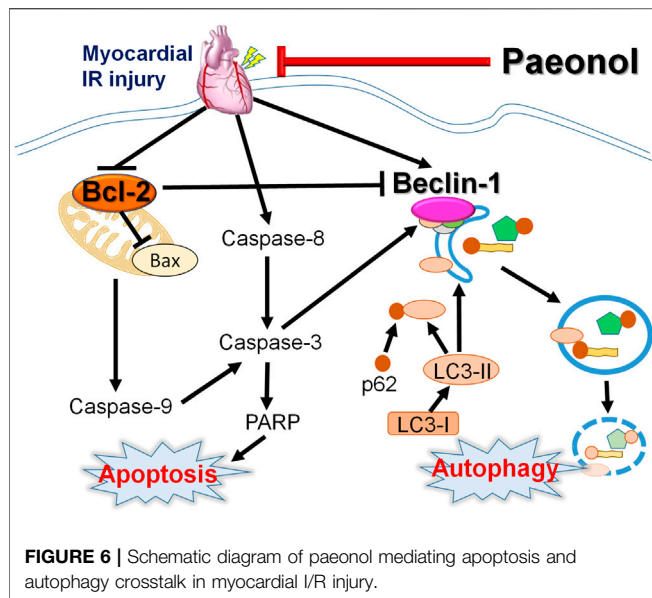 Myocardial
IR injury
Paeonol
Bcl-2
Beclin-1
Bax
Caspase-8
Caspase-3
p62
LC3-II
Caspase-9
PARP
LC3-I
Apoptosis
Autophagy
FIGURE 6 | Schematic diagram of paeonol mediating apoptosis and
autophagy crosstalk in myocardial I/R injury.